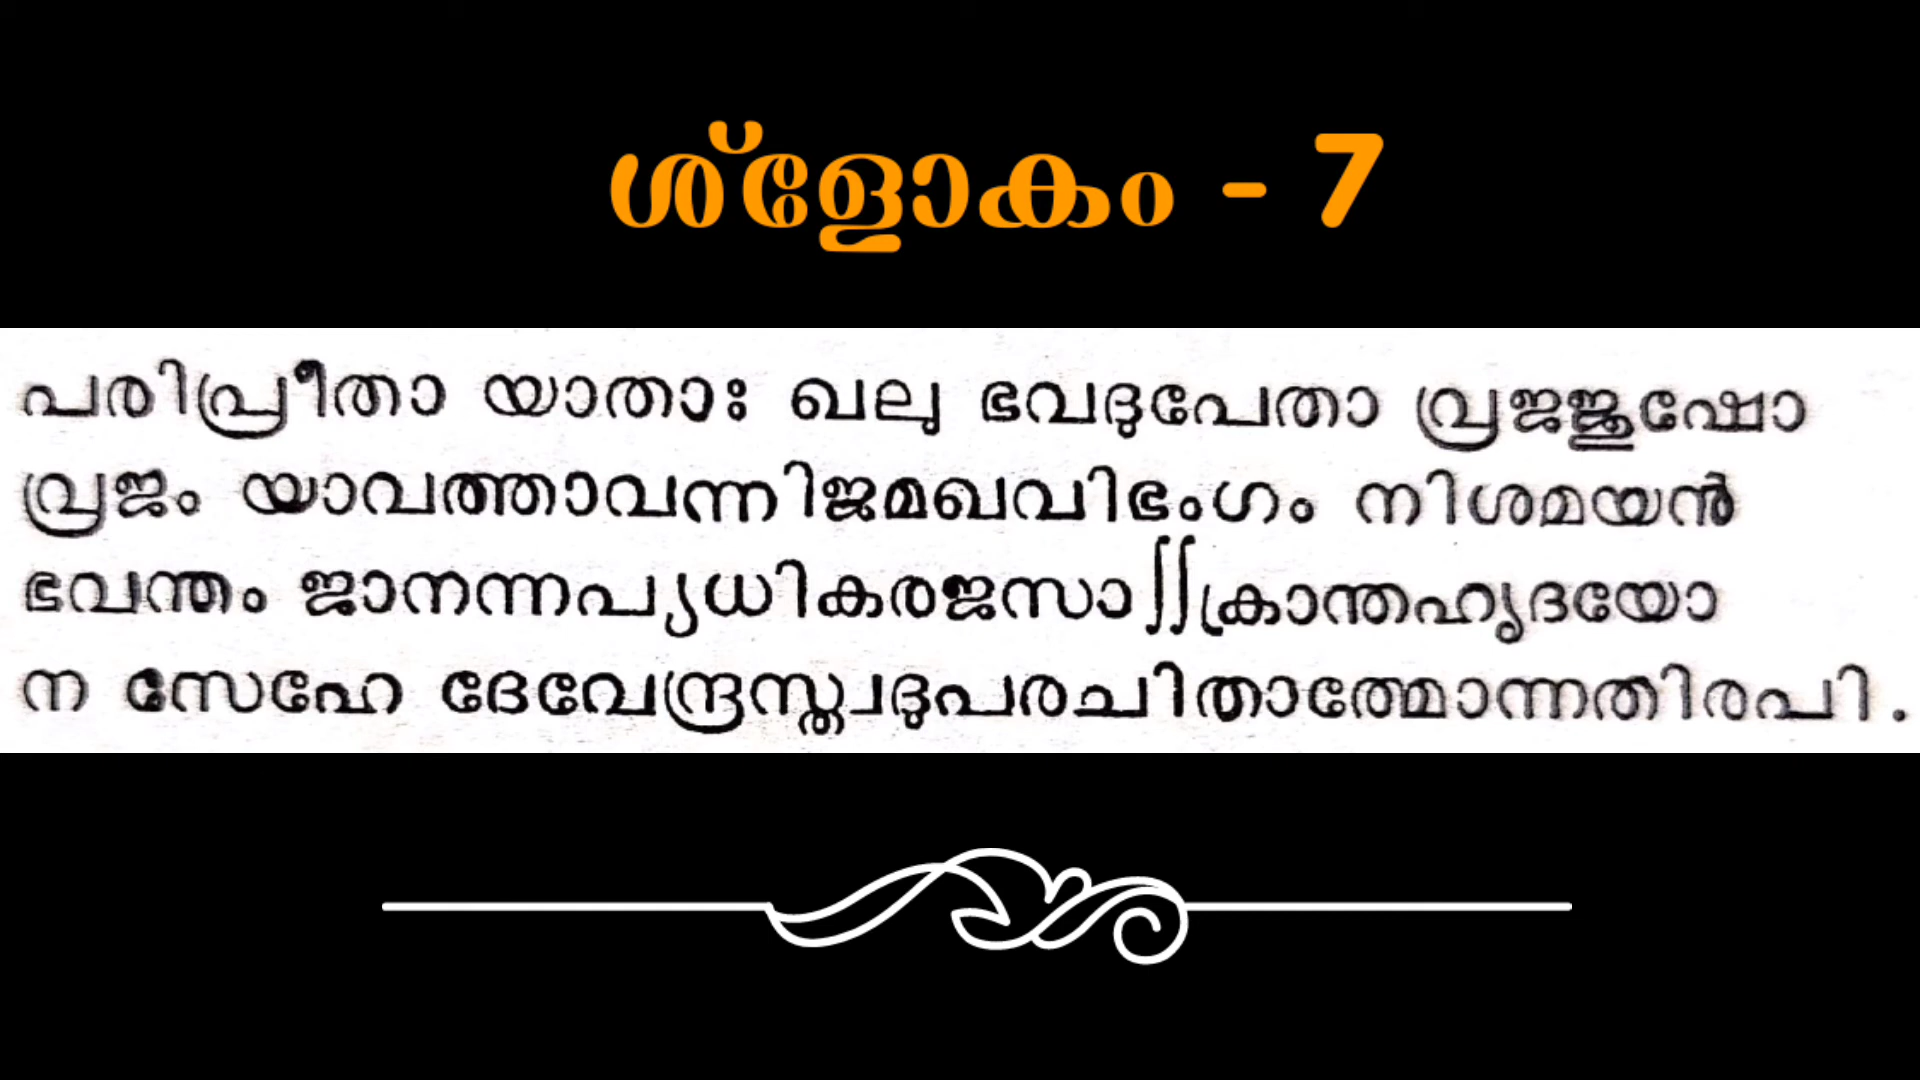 ശ്ളോകം - 7
പരിപ്രീതാ യാതാഃ ഖലു ഭവദുപേതാ വ്രജജുഷോ
വ്രജം യാവത്താവന്നിജമഖവിഭംഗം നിശമയൻ
ഭവന്തം ജാനന്നപ്യധികരജസാ∫∫ക്രാന്തഹൃദയോ
ന സേഹേ ദേവേന്ദ്രസ്ത്വദുപരചിതാത്മോന്നതിരപി.